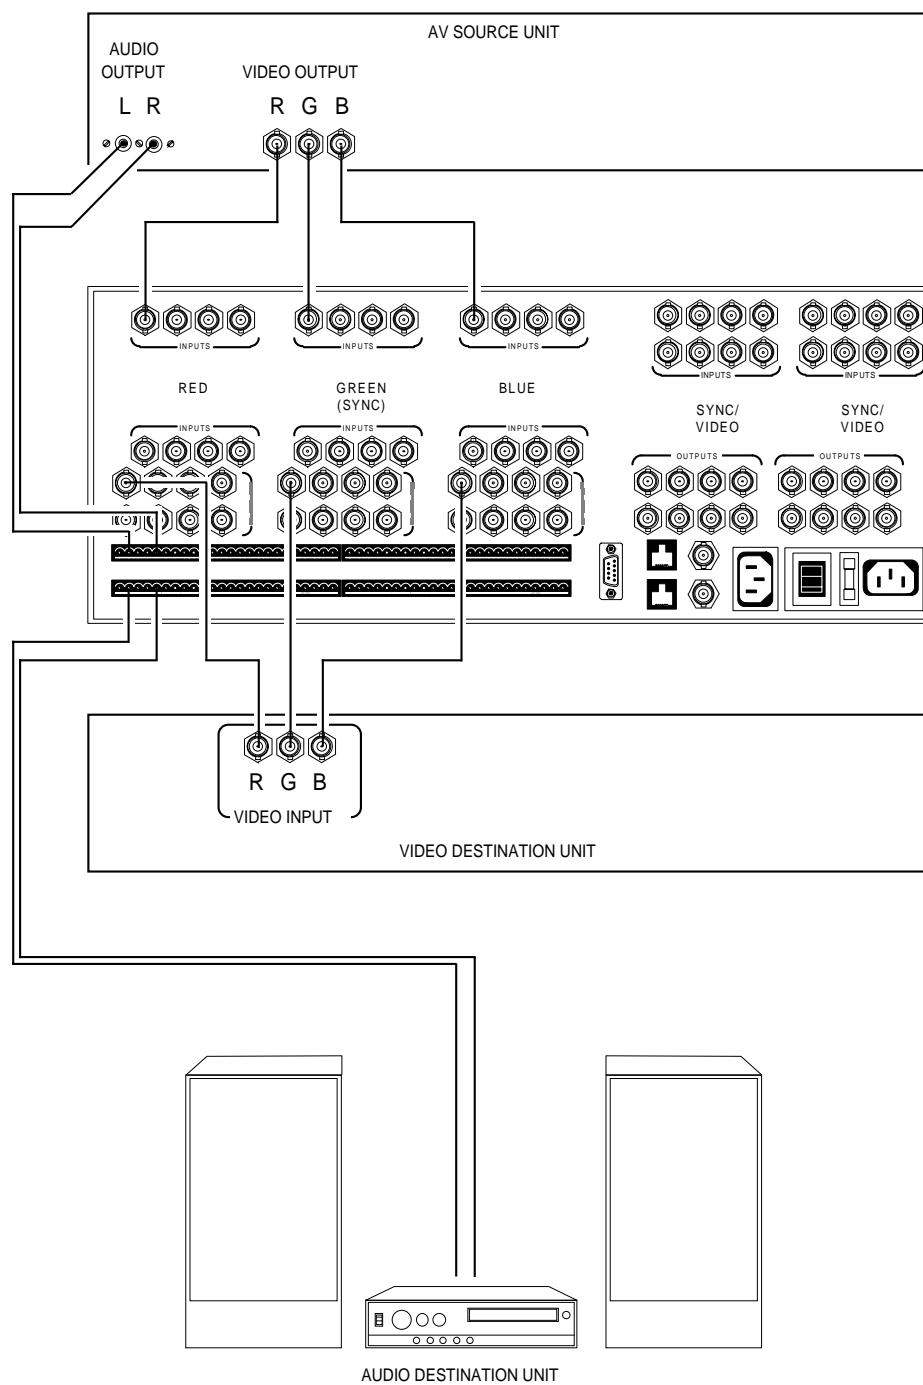 AV SOURCE UNIT
AUDIO
OUTPUT
VIDEO OUTPUT
L R
R G B
INPUTS
INPUTS
INPUTS
INPUTS
INPUTS
RED
GREEN
(SYNC)
BLUE
SYNC/
VIDEO
SYNC/
VIDEO
INPUTS
INPUTS
INPUTS
OUTPUTS
OUTPUTS
R G B
VIDEO INPUT
VIDEO DESTINATION UNIT
AUDIO DESTINATION UNIT